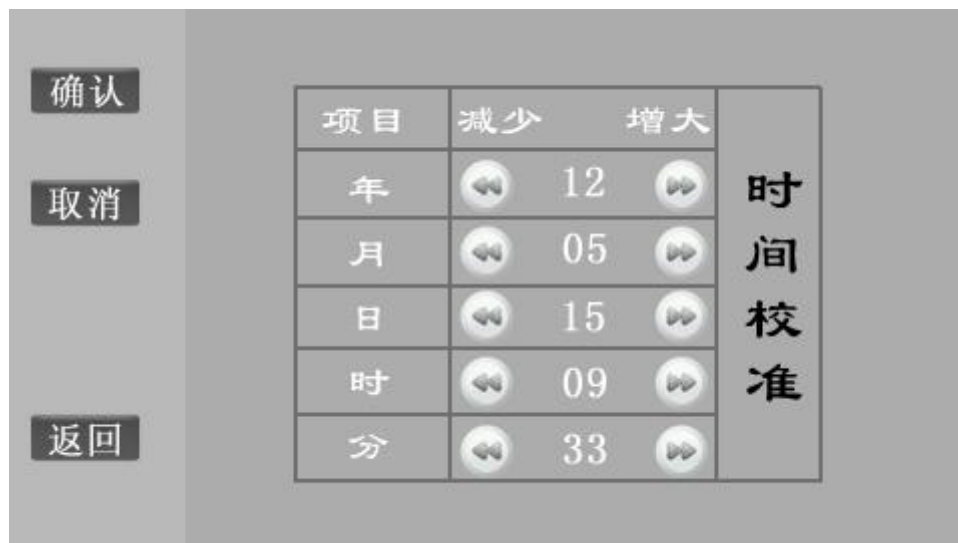 确认
取消
返回
项目 减少 增大
年 12
月 05
日 15
时 09
分 33
时间校准